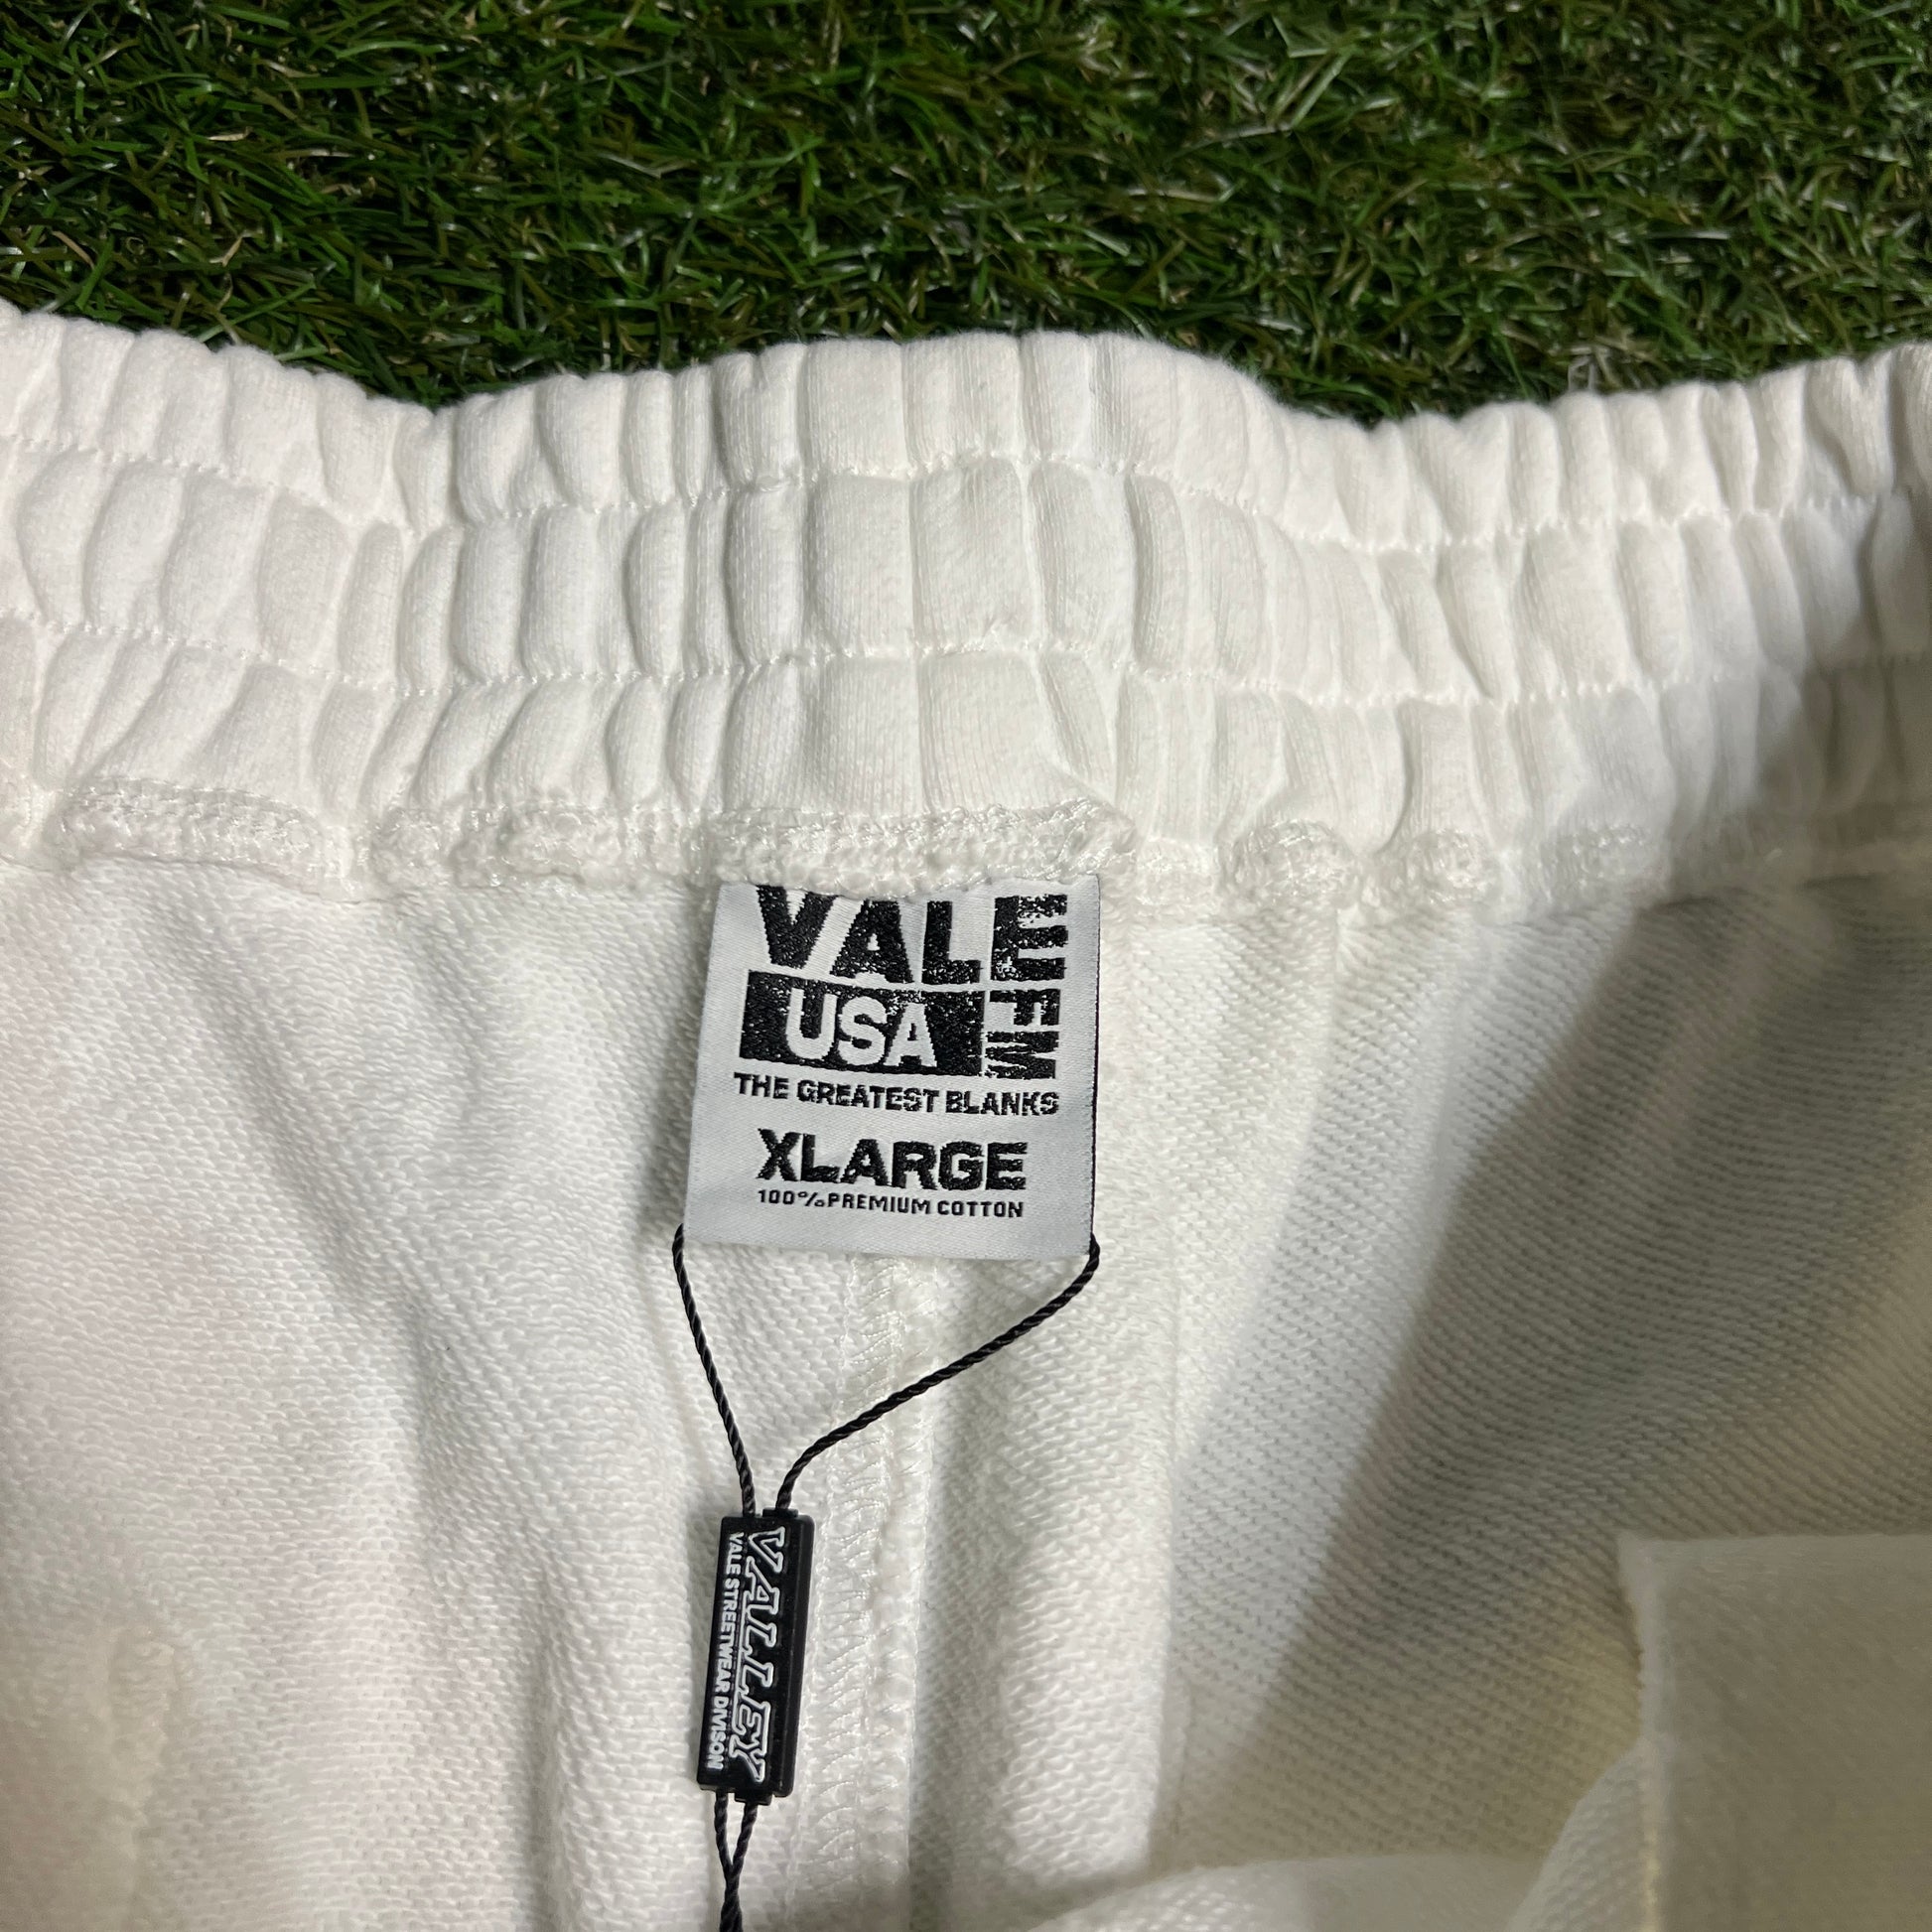 VALE FM
USA
THE GREATEST BLANKS
XLARGE
100% PREMIUM COTTON
VALLEY
VALE STREETWEAR DIVISON